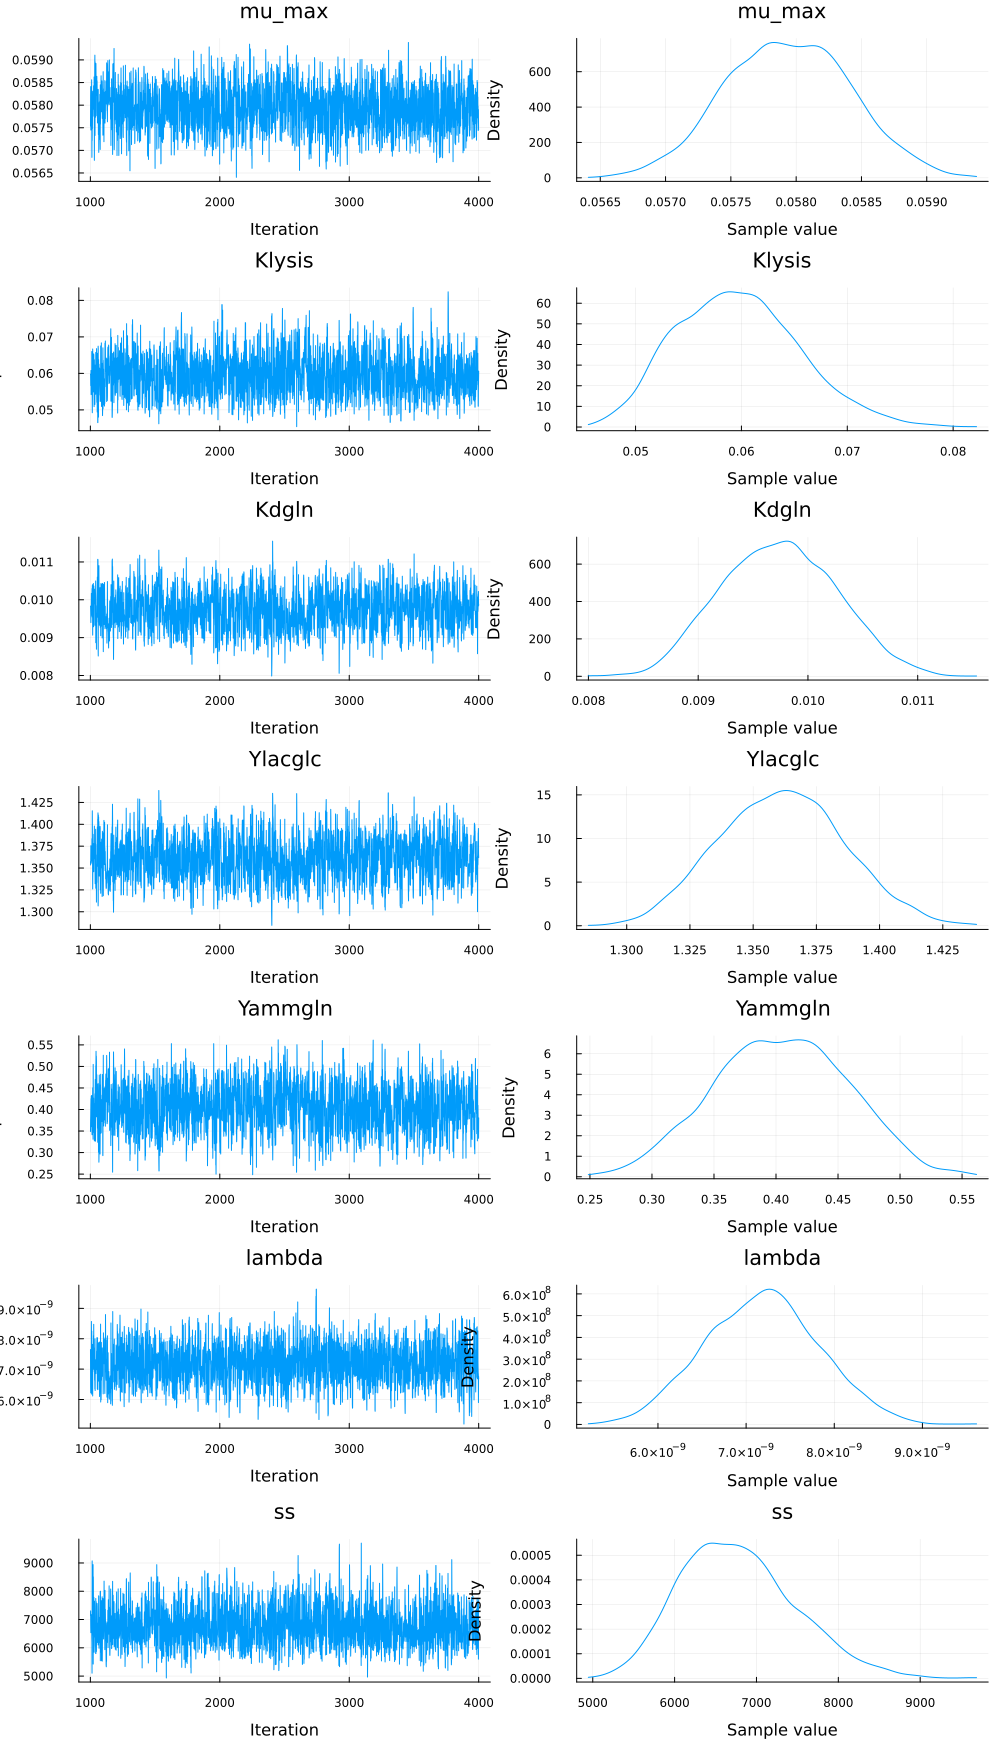 mu_max mu_max
0.0590
0.0585
0.0580
0.0575
0.0570
0.0565
1000 2000 3000 4000
Iteration
Density
600
400
200
0
0.0565 0.0570 0.0575 0.0580 0.0585 0.0590
Sample value
Klysis Klysis
0.08
0.07
0.06
0.05
1000 2000 3000 4000
Iteration
Density
60
50
40
30
20
10
0
0.05 0.06 0.07 0.08
Sample value
Kdgln Kdgln
0.011
0.010
0.009
0.008
1000 2000 3000 4000
Iteration
Density
600
400
200
0
0.008 0.009 0.010 0.011
Sample value
Ylacglc Ylacglc
1.425
1.400
1.375
1.350
1.325
1.300
1000 2000 3000 4000
Iteration
Density
15
10
5
0
1.300 1.325 1.350 1.375 1.400 1.425
Sample value
Yammgln Yammgln
0.55
0.50
0.45
0.40
0.35
0.30
0.25
1000 2000 3000 4000
Iteration
Density
6
5
4
3
2
1
0
0.25 0.30 0.35 0.40 0.45 0.50 0.55
Sample value
lambda lambda
9.0×10⁻⁹
8.0×10⁻⁹
7.0×10⁻⁹
6.0×10⁻⁹
1000 2000 3000 4000
Iteration
Density
6.0×10⁸
5.0×10⁸
4.0×10⁸
3.0×10⁸
2.0×10⁸
1.0×10⁸
0
6.0×10⁻⁹ 7.0×10⁻⁹ 8.0×10⁻⁹ 9.0×10⁻⁹
Sample value
ss ss
9000
8000
7000
6000
5000
1000 2000 3000 4000
Iteration
Density
0.0005
0.0004
0.0003
0.0002
0.0001
0.0000
5000 6000 7000 8000 9000
Sample value